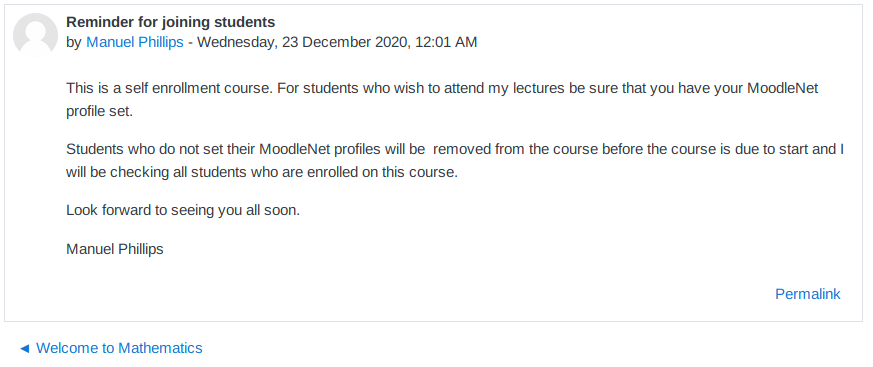 Reminder for joining students
by Manuel Phillips - Wednesday, 23 December 2020, 12:01 AM
This is a self enrollment course. For students who wish to attend my lectures be sure that you have your MoodleNet
profile set.
Students who do not set their MoodleNet profiles will be  removed from the course before the course is due to start and I
will be checking all students who are enrolled on this course.
Look forward to seeing you all soon.
Manuel Phillips
Permalink
◄ Welcome to Mathematics